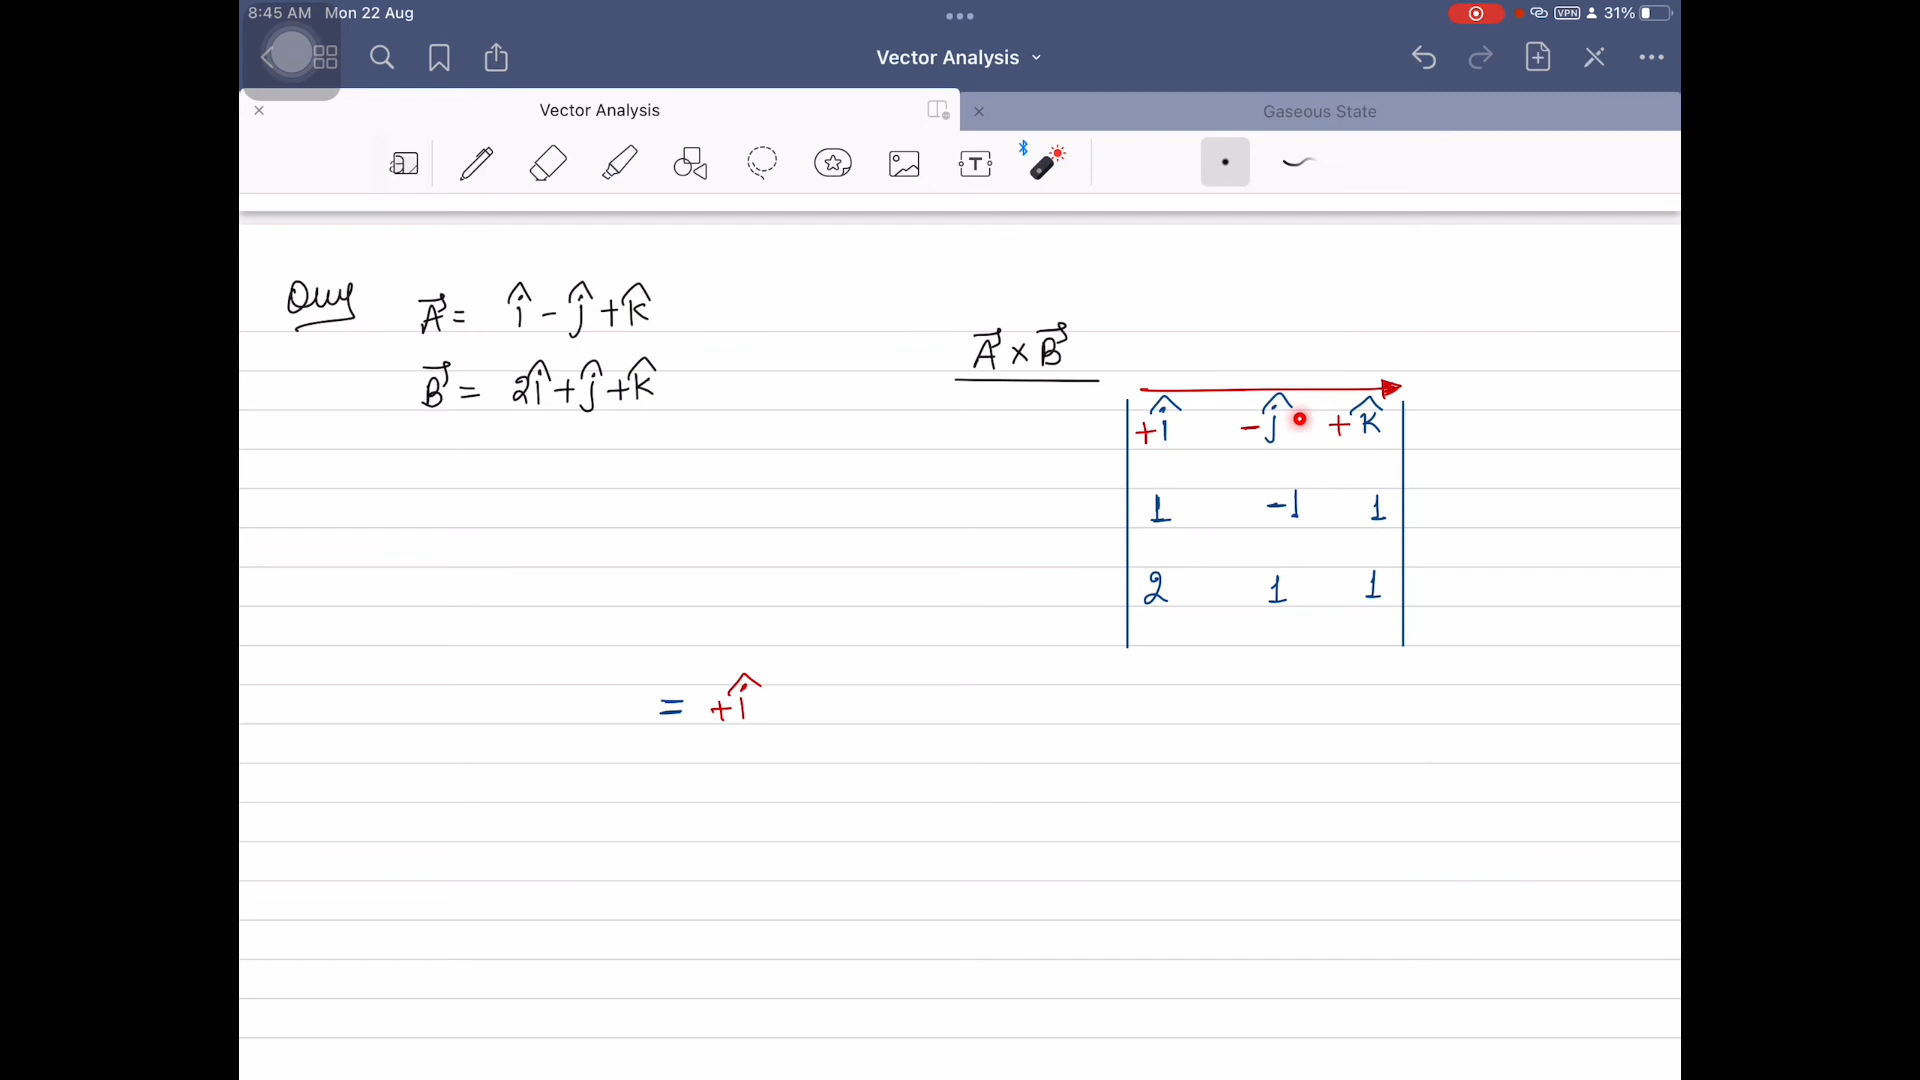 8:45 AM Mon 22 Aug
VPN 31%
Vector Analysis
Vector Analysis
Gaseous State
T
A⃗ = î - ĵ + k̂
B⃗ = 2î + ĵ + k̂
A⃗ × B⃗
+î -ĵ +k̂
1 -1 1
2 1 1
= +î